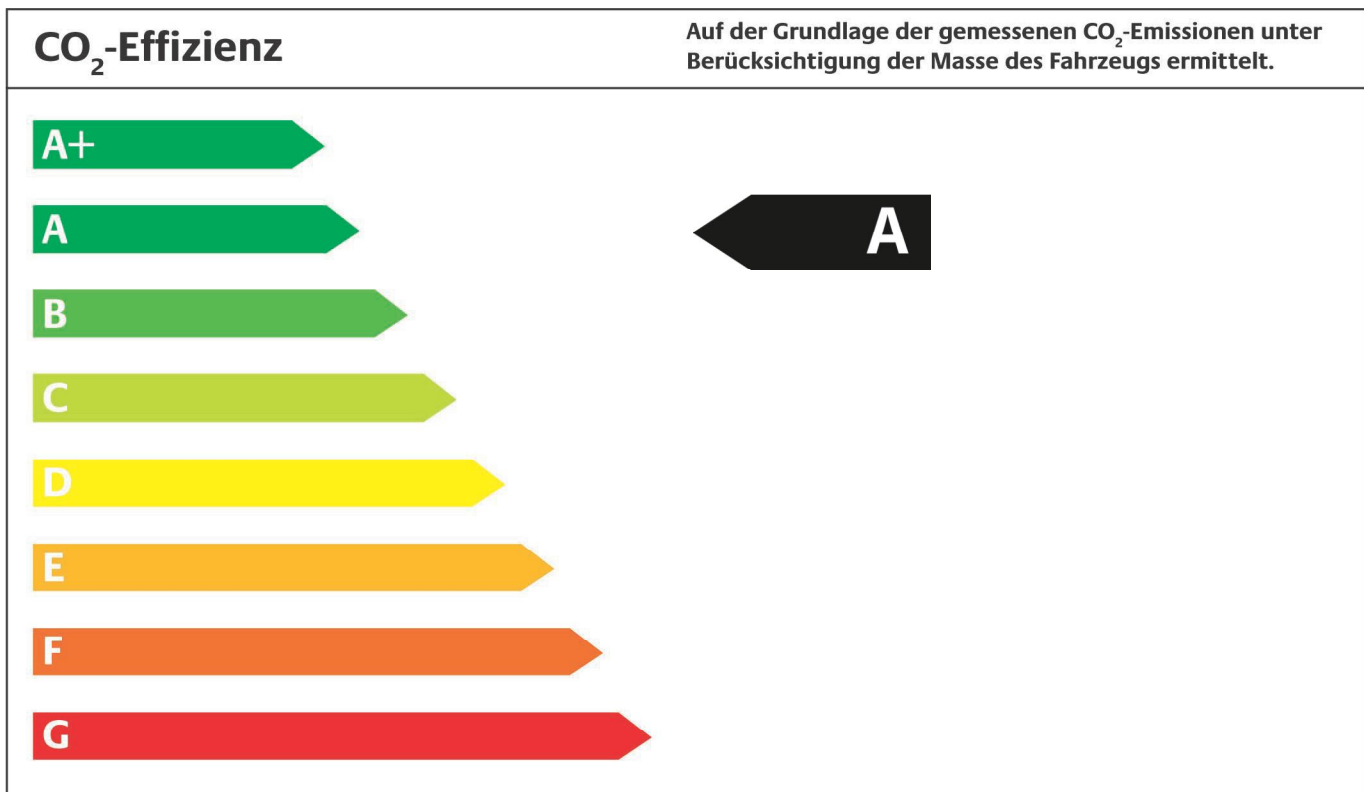 CO₂-Effizienz
Auf der Grundlage der gemessenen CO₂-Emissionen unter
Berücksichtigung der Masse des Fahrzeugs ermittelt.
A+
A
A
B
C
D
E
F
G